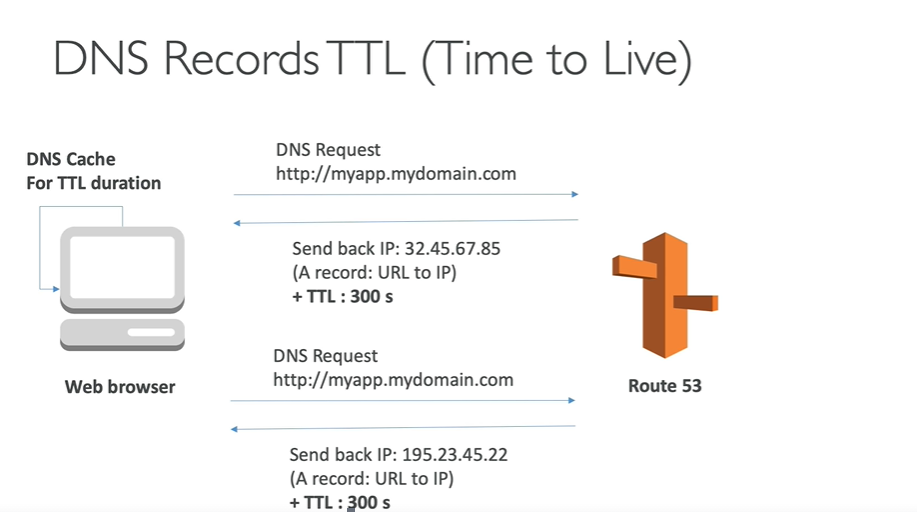 DNS Records TTL (Time to Live)
DNS Cache
For TTL duration
DNS Request
http://myapp.mydomain.com
Send back IP: 32.45.67.85
(A record: URL to IP)
+ TTL : 300 s
Web browser
Route 53
DNS Request
http://myapp.mydomain.com
Send back IP: 195.23.45.22
(A record: URL to IP)
+ TTL : 300 s